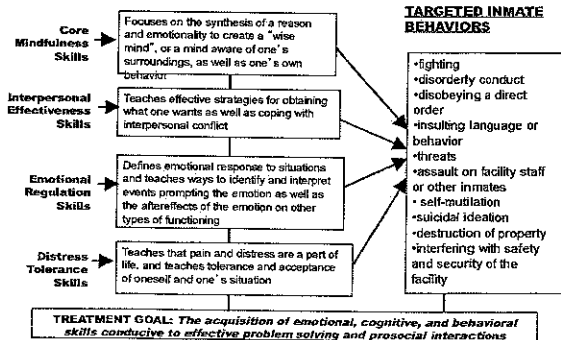 Core
Mindfulness
Skills
Focuses on the synthesis of a reason
and emotionality to create a "wise
mind", or a mind aware of one's
surroundings, as well as one's own
behavior
Interpersonal
Effectiveness
Skills
Teaches effective strategies for obtaining
what one wants as well as coping with
interpersonal conflict
Emotional
Regulation
Skills
Defines emotional response to situations
and teaches ways to identify and interpret
events prompting the emotion as well as
the aftereffects of the emotion on other
types of functioning
Distress
Tolerance
Skills
Teaches that pain and distress are a part of
life, and teaches tolerance and acceptance
of oneself and one's situation
TARGETED INMATE
BEHAVIORS
•fighting
•disorderly conduct
•disobeying a direct
order
•insulting language or
behavior
•threats
•assault on facility staff
or other inmates
• self-mutilation
•suicidal ideation
•destruction of property
•interfering with safety
and security of the
facility
TREATMENT GOAL: The acquisition of emotional, cognitive, and behavioral
skills conducive to effective problem solving and prosocial interactions